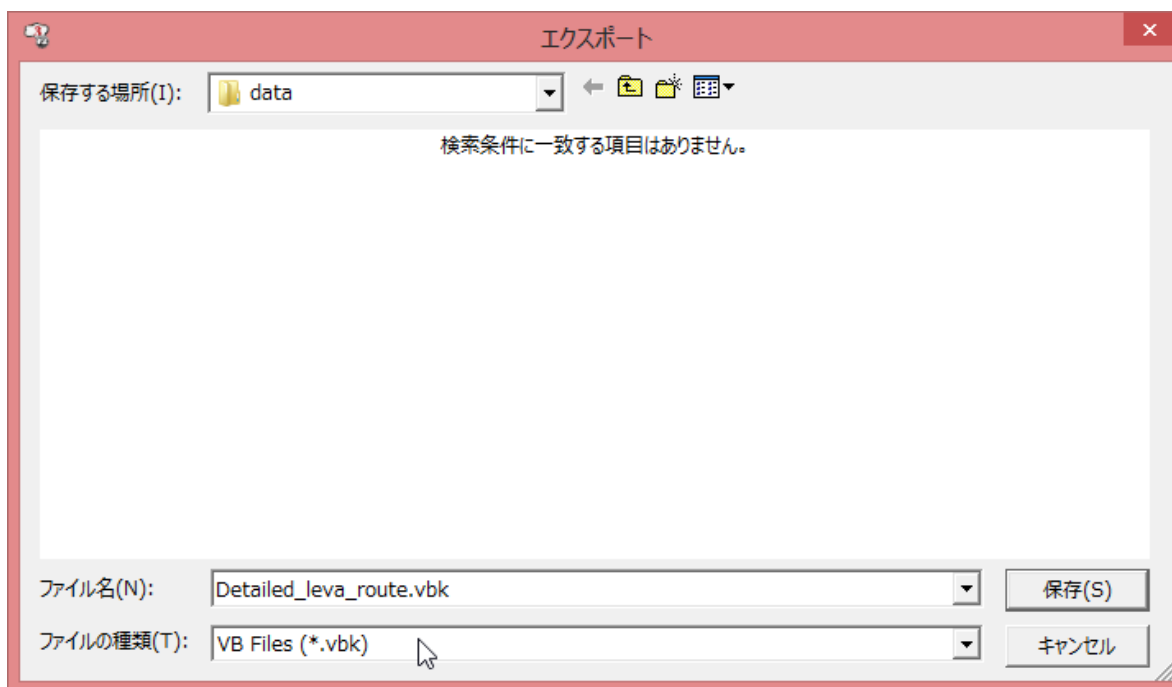 エクスポート
保存する場所(I): data
検索条件に一致する項目はありません。
ファイル名(N): Detailed_leva_route.vbk 保存(S)
ファイルの種類(T): VB Files (*.vbk) キャンセル